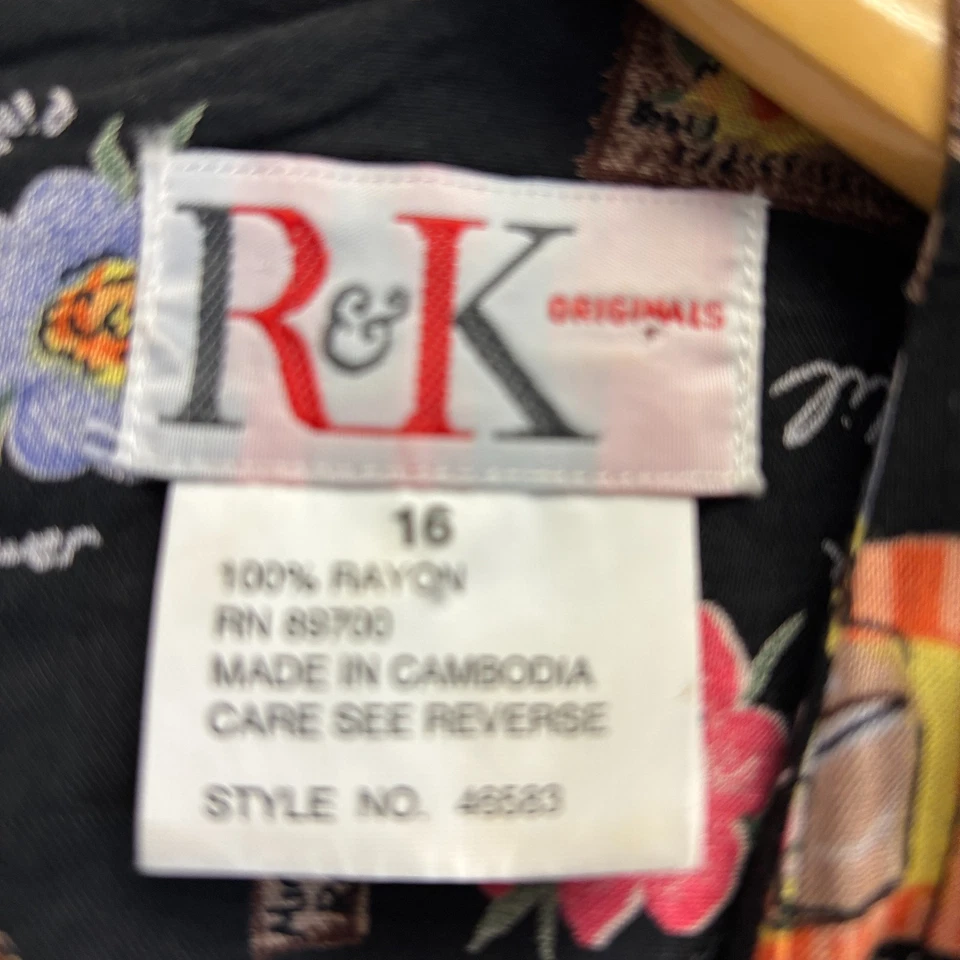 R&K ORIGINALS
16
100% RAYON
RN 89700
MADE IN CAMBODIA
CARE SEE REVERSE
STYLE NO. 46583